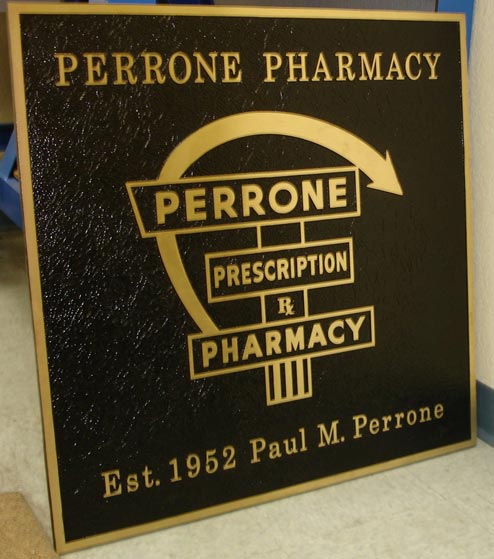 PERRONE PHARMACY
PERRONE
PRESCRIPTION
℞
PHARMACY
Est. 1952 Paul M. Perrone